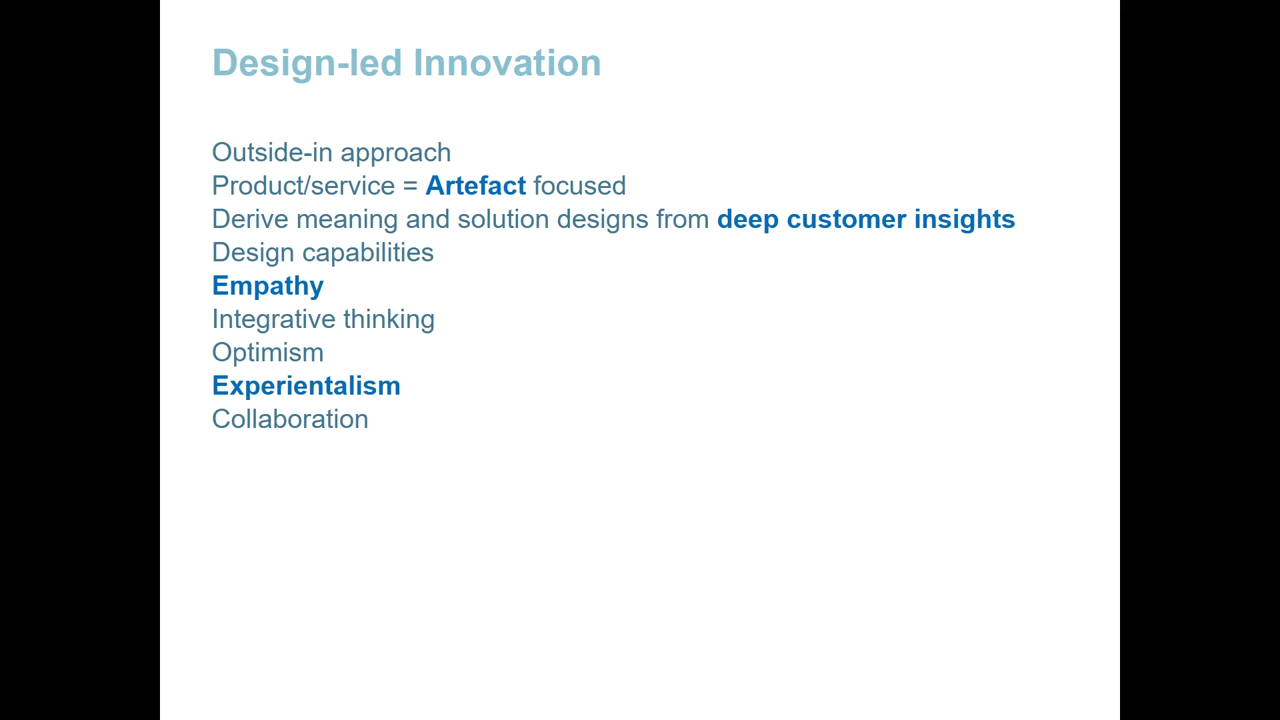 Design-led Innovation
Outside-in approach
Product/service = Artefact focused
Derive meaning and solution designs from deep customer insights
Design capabilities
Empathy
Integrative thinking
Optimism
Experientalism
Collaboration